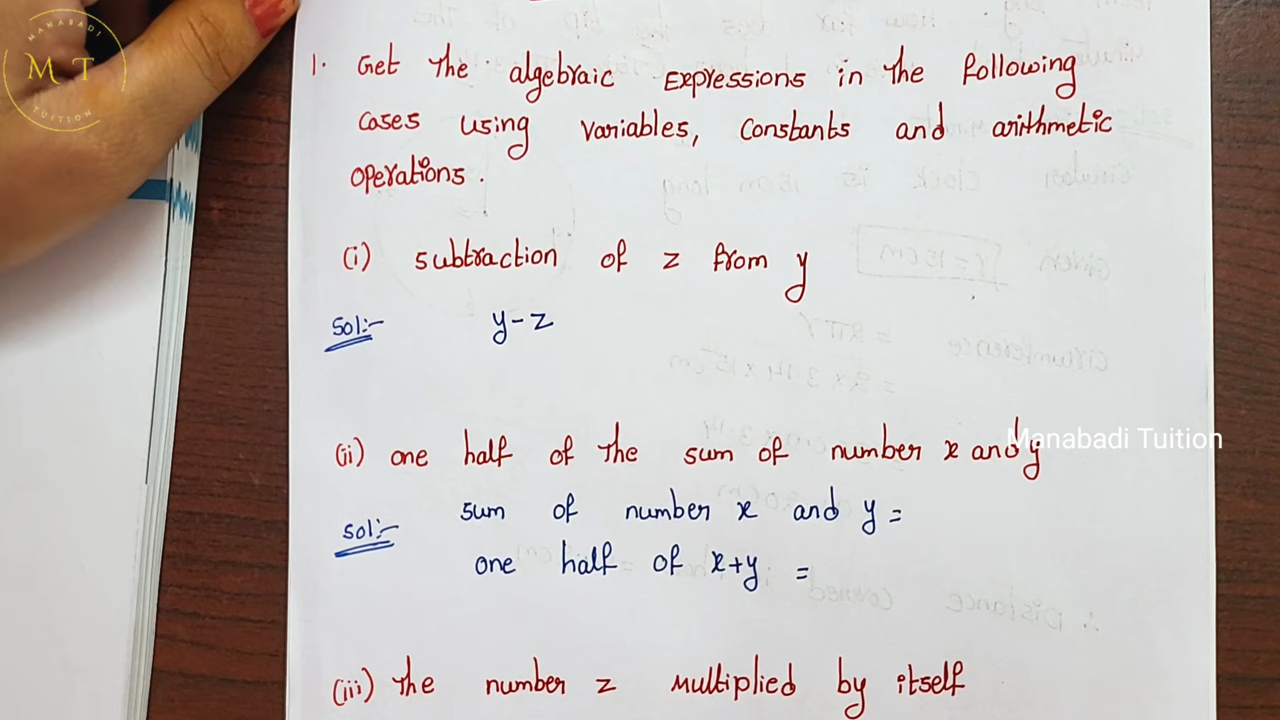 MANABADI
M T
TUITION
1. Get the algebraic expressions in the following
cases using variables, constants and arithmetic
operations.
(i) subtraction of z from y
Sol:- y-z
(ii) one half of the sum of number x and y
Manabadi Tuition
Sol:- sum of number x and y =
one half of x+y =
(iii) the number z multiplied by itself